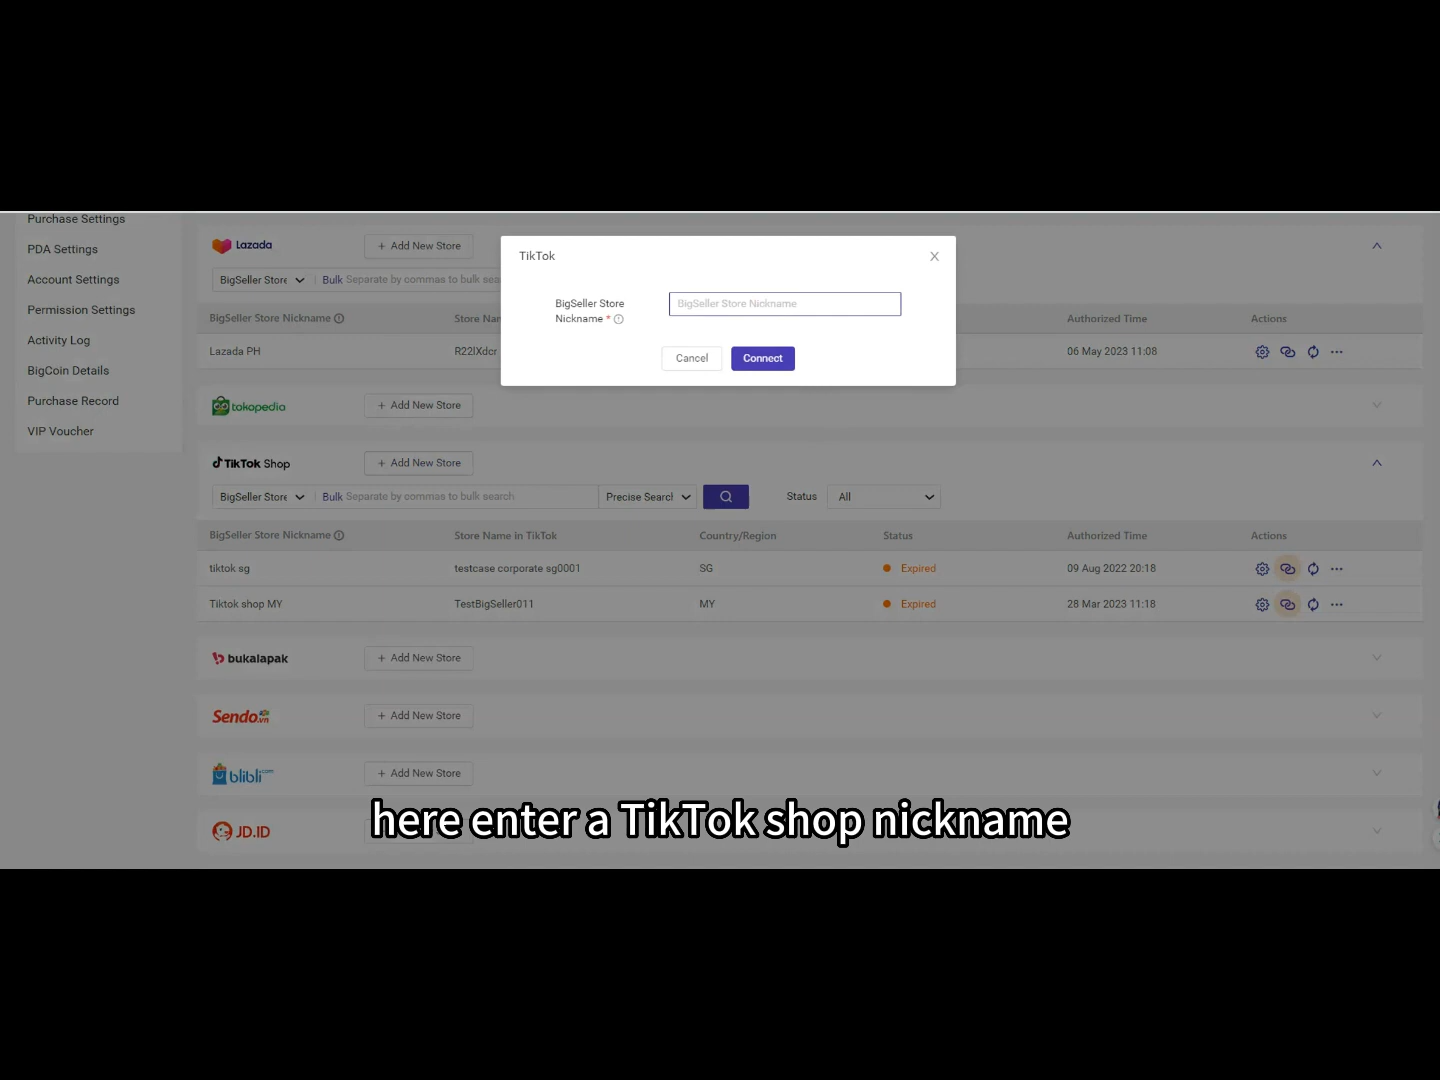 Purchase Settings
PDA Settings
Account Settings
Permission Settings
Activity Log
BigCoin Details
Purchase Record
VIP Voucher
Lazada
+ Add New Store
BigSeller Store
Bulk Separate by commas to bulk sea
BigSeller Store Nickname
Store Nan
Authorized Time
Actions
Lazada PH
06 May 2023 11:08
TikTok
BigSeller Store
Nickname *
BigSeller Store Nickname
Cancel
Connect
tokopedia
+ Add New Store
TikTok Shop
+ Add New Store
BigSeller Store
Bulk Separate by commas to bulk search
Precise Search
Status
All
BigSeller Store Nickname
Store Name in TikTok
Country/Region
Status
Authorized Time
Actions
tiktok sg
testcase corporate sg0001
SG
Expired
09 Aug 2022 20:18
Tiktok shop MY
TestBigSeller011
MY
Expired
28 Mar 2023 11:18
bukalapak
+ Add New Store
Sendo.vn
+ Add New Store
blibli.com
+ Add New Store
JD.ID
here enter a TikTok shop nickname